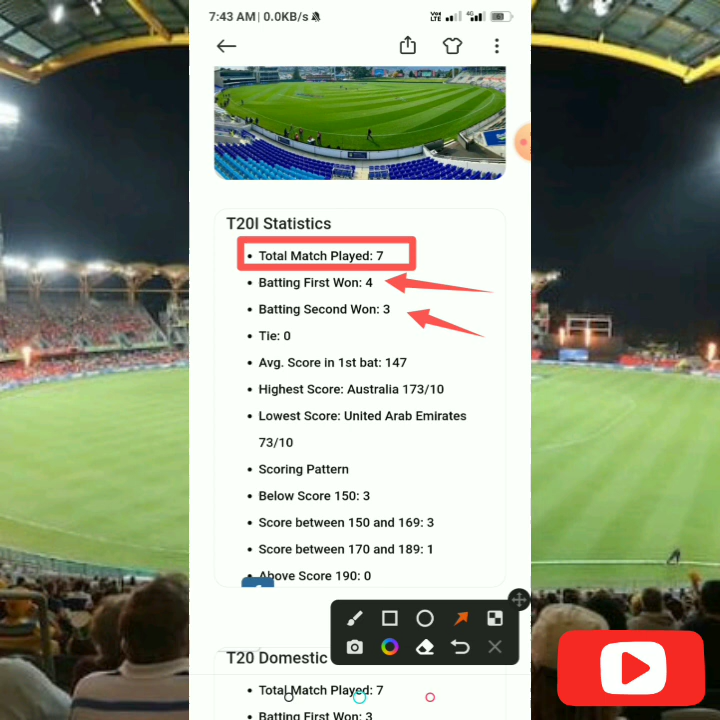 7:43 AM | 0.0KB/s
Vo LTE 4G
T20I Statistics
• Total Match Played: 7
• Batting First Won: 4
• Batting Second Won: 3
• Tie: 0
• Avg. Score in 1st bat: 147
• Highest Score: Australia 173/10
• Lowest Score: United Arab Emirates
73/10
• Scoring Pattern
• Below Score 150: 3
• Score between 150 and 169: 3
• Score between 170 and 189: 1
• Above Score 190: 0
T20 Domestic
• Total Match Played: 7
• Batting First Won: 3